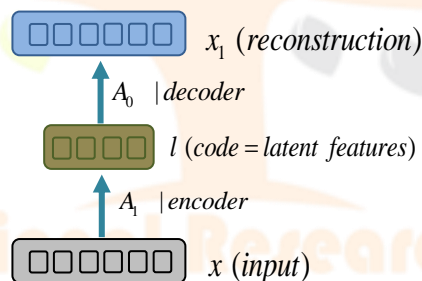 x₁ (reconstruction)
A₀ | decoder
l (code = latent features)
A₁ | encoder
x (input)